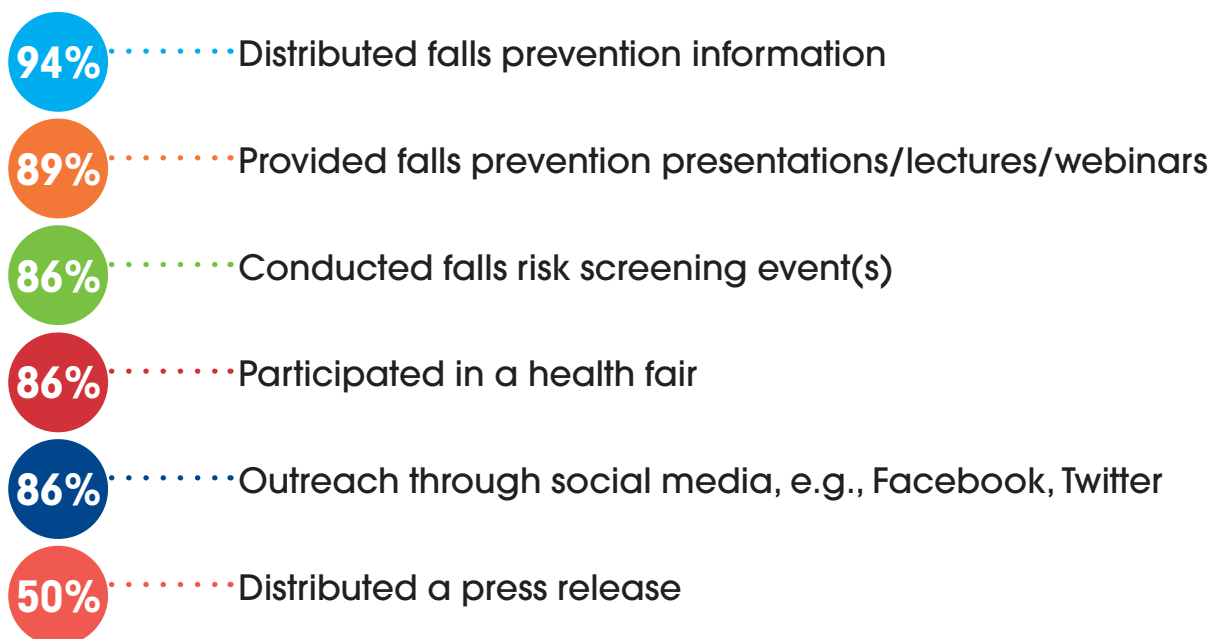 94% Distributed falls prevention information
89% Provided falls prevention presentations/lectures/webinars
86% Conducted falls risk screening event(s)
86% Participated in a health fair
86% Outreach through social media, e.g., Facebook, Twitter
50% Distributed a press release